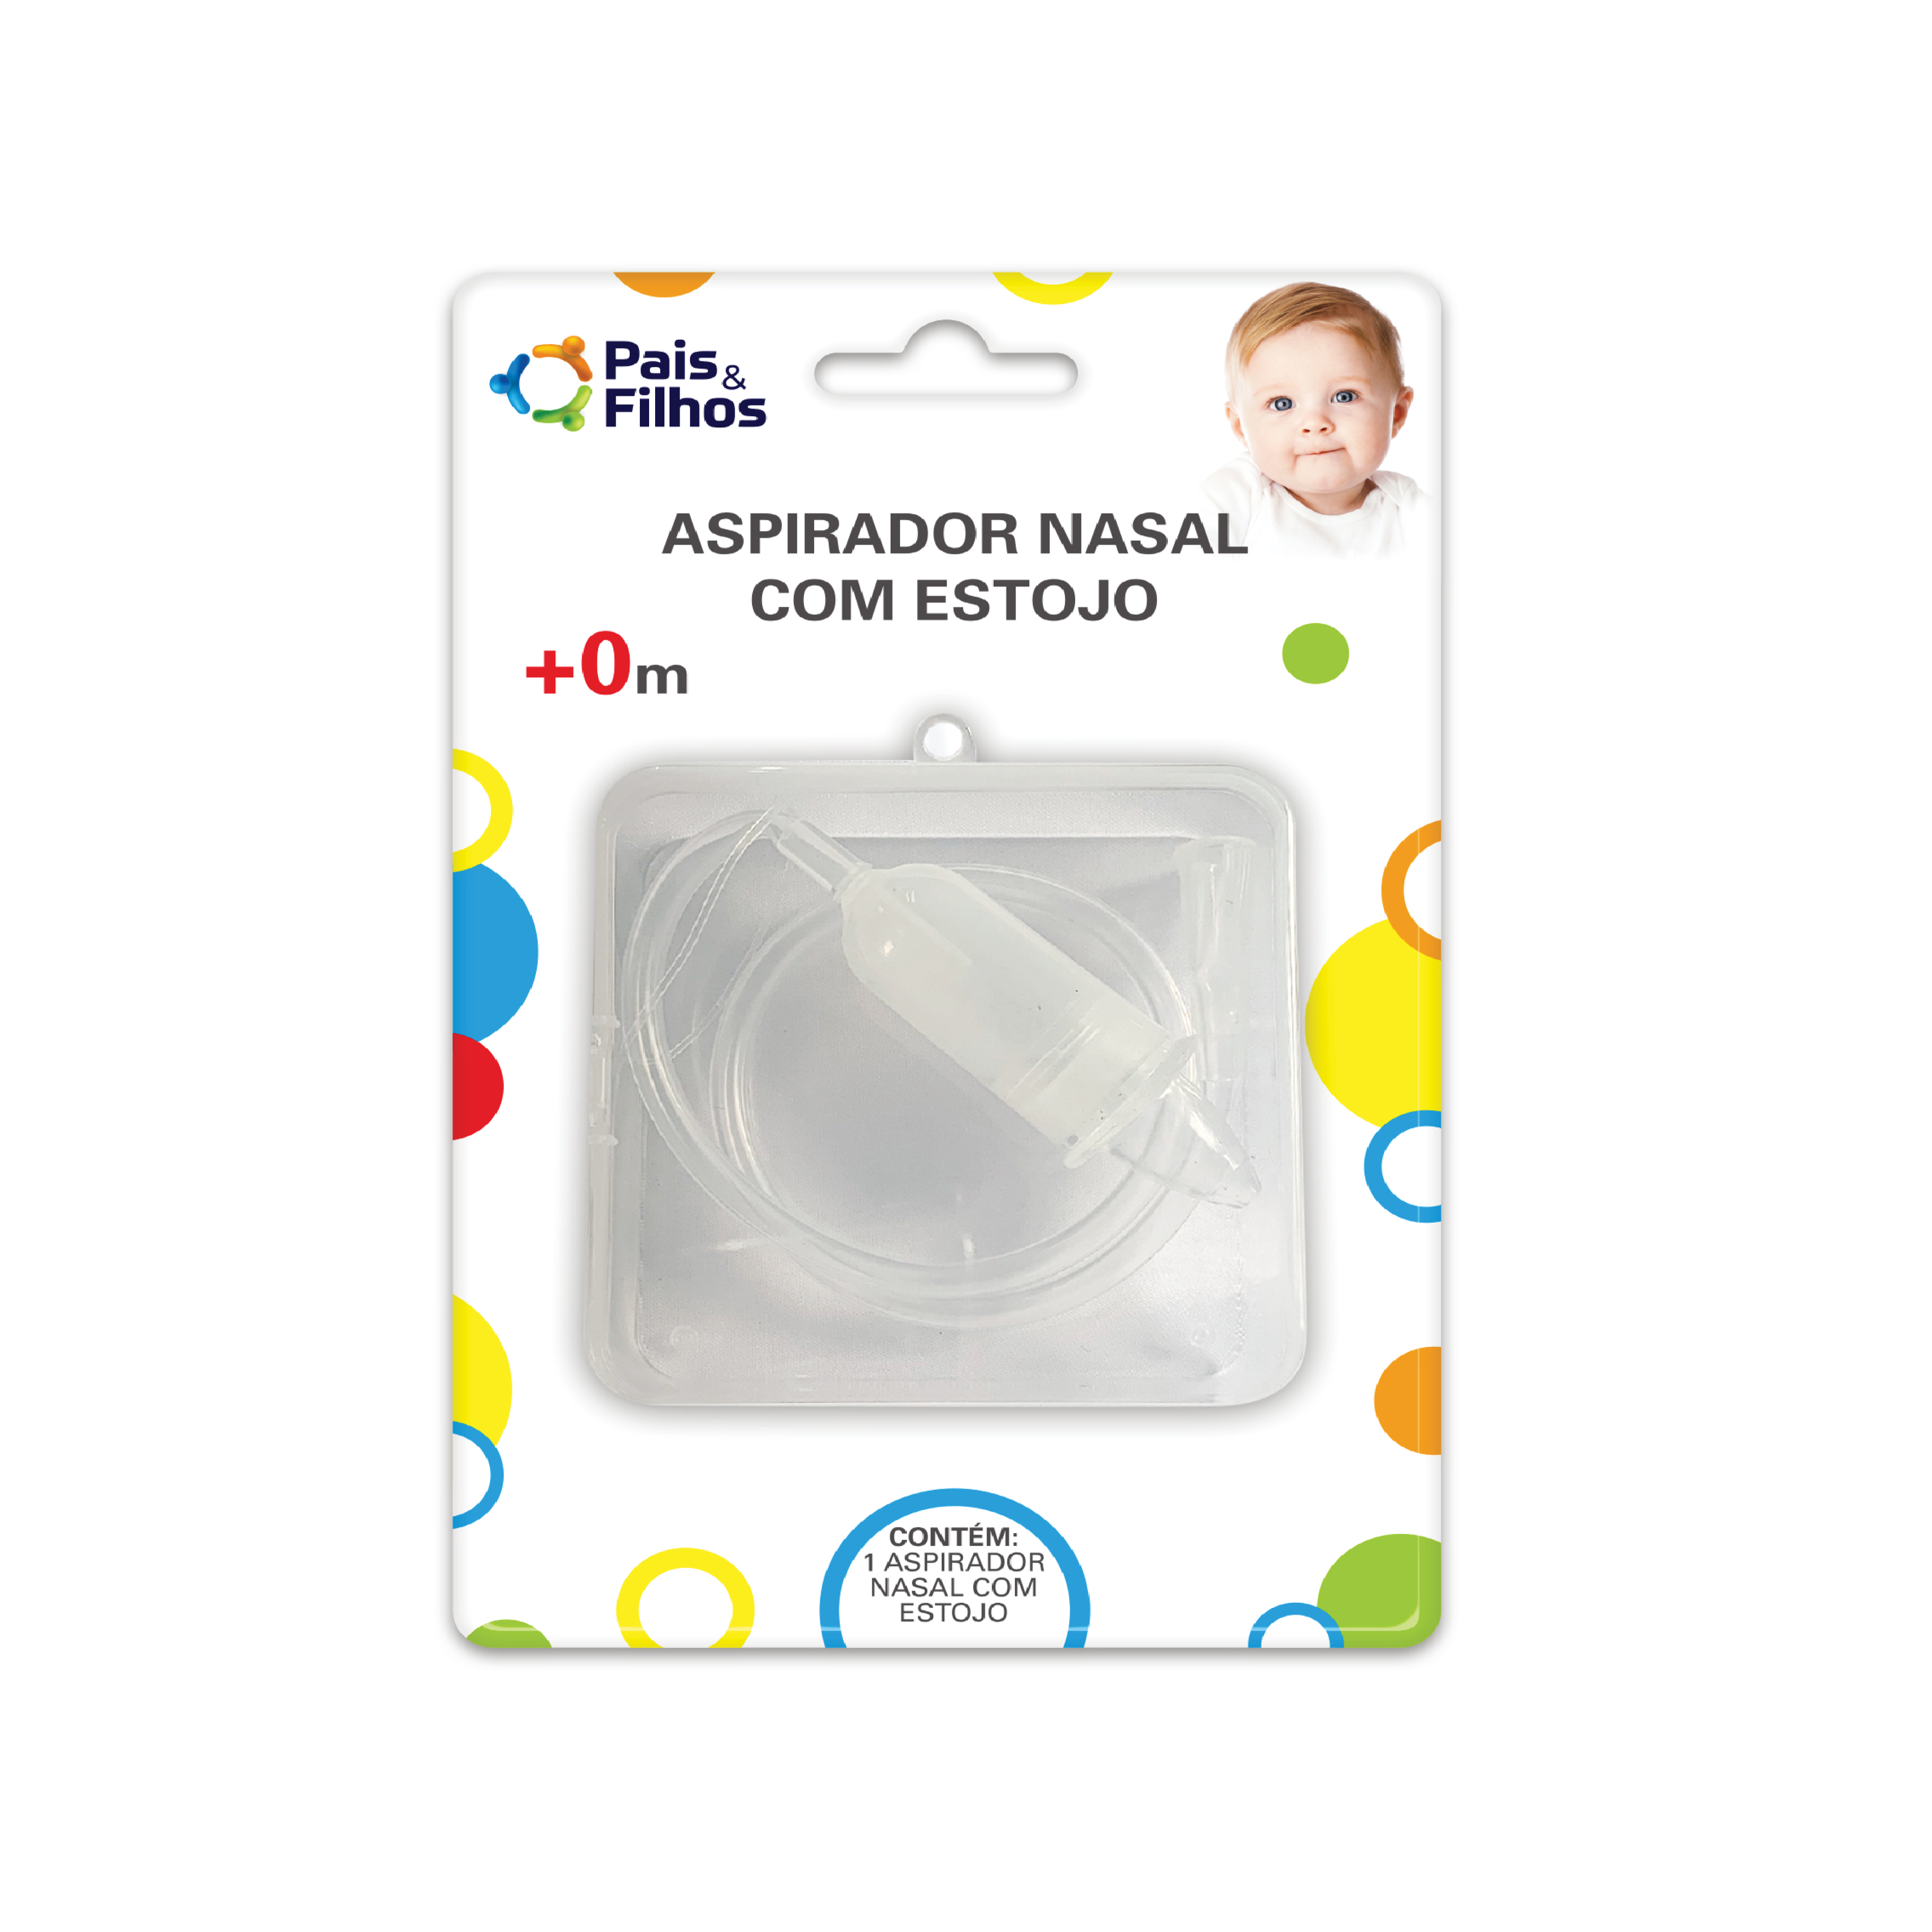 Pais &
Filhos
ASPIRADOR NASAL
COM ESTOJO
+0m
CONTÉM:
1 ASPIRADOR
NASAL COM
ESTOJO